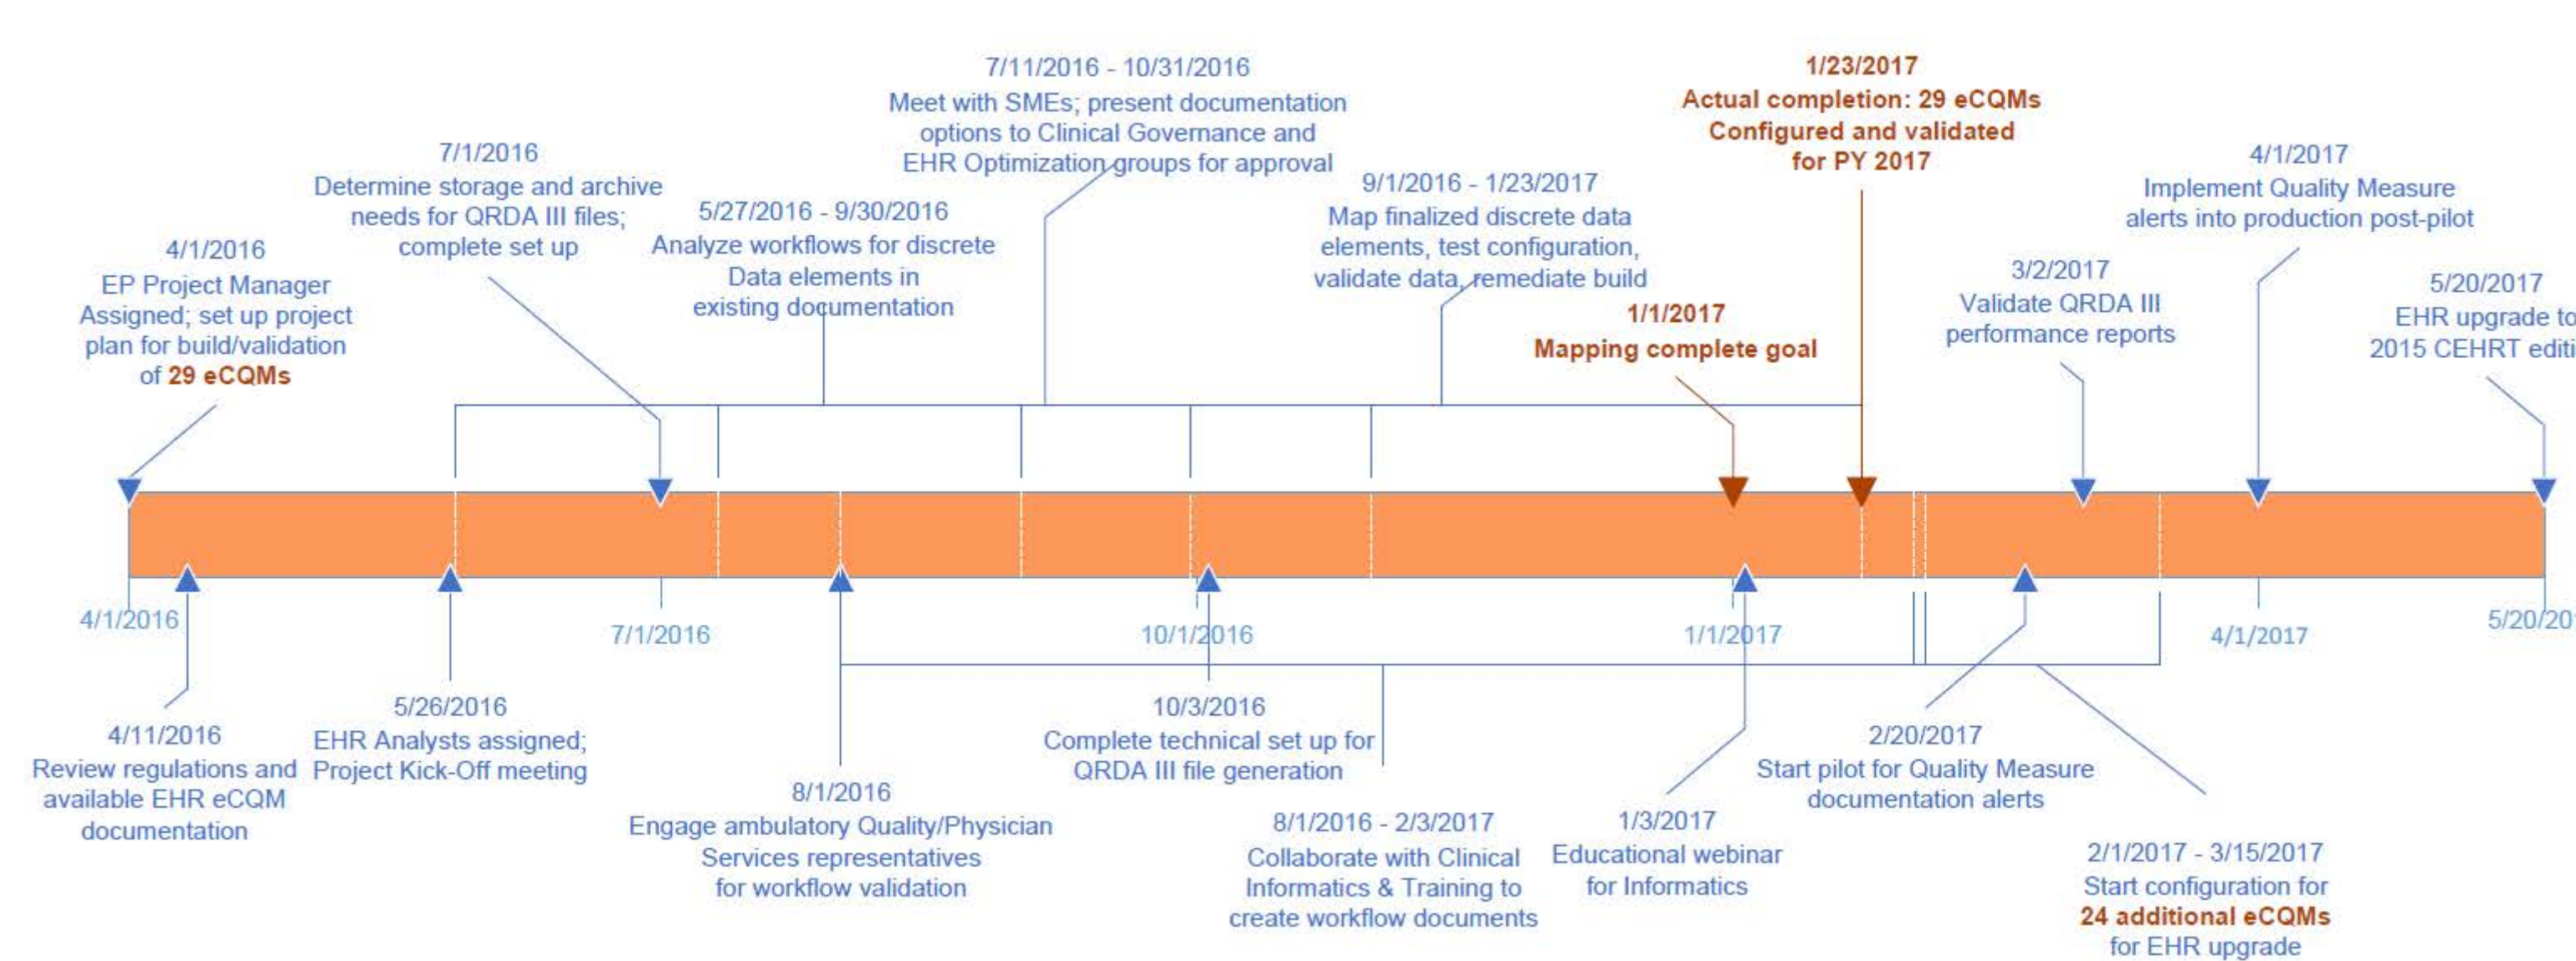 7/11/2016 - 10/31/2016
Meet with SMEs; present documentation
options to Clinical Governance and
EHR Optimization groups for approval
1/23/2017
Actual completion: 29 eCQMs
Configured and validated
for PY 2017
7/1/2016
Determine storage and archive
needs for QRDA III files;
complete set up
4/1/2017
Implement Quality Measure
alerts into production post-pilot
9/1/2016 - 1/23/2017
Map finalized discrete data
elements, test configuration,
validate data, remediate build
5/27/2016 - 9/30/2016
Analyze workflows for discrete
Data elements in
existing documentation
4/1/2016
EP Project Manager
Assigned; set up project
plan for build/validation
of 29 eCQMs
3/2/2017
Validate QRDA III
performance reports
5/20/2017
EHR upgrade to
2015 CEHRT editi
1/1/2017
Mapping complete goal
4/1/2016
7/1/2016
10/1/2016
1/1/2017
4/1/2017
5/20/20
4/11/2016
Review regulations and
available EHR eCQM
documentation
5/26/2016
EHR Analysts assigned;
Project Kick-Off meeting
8/1/2016
Engage ambulatory Quality/Physician
Services representatives
for workflow validation
10/3/2016
Complete technical set up for
QRDA III file generation
8/1/2016 - 2/3/2017
Collaborate with Clinical
Informatics & Training to
create workflow documents
1/3/2017
Educational webinar
for Informatics
2/20/2017
Start pilot for Quality Measure
documentation alerts
2/1/2017 - 3/15/2017
Start configuration for
24 additional eCQMs
for EHR upgrade